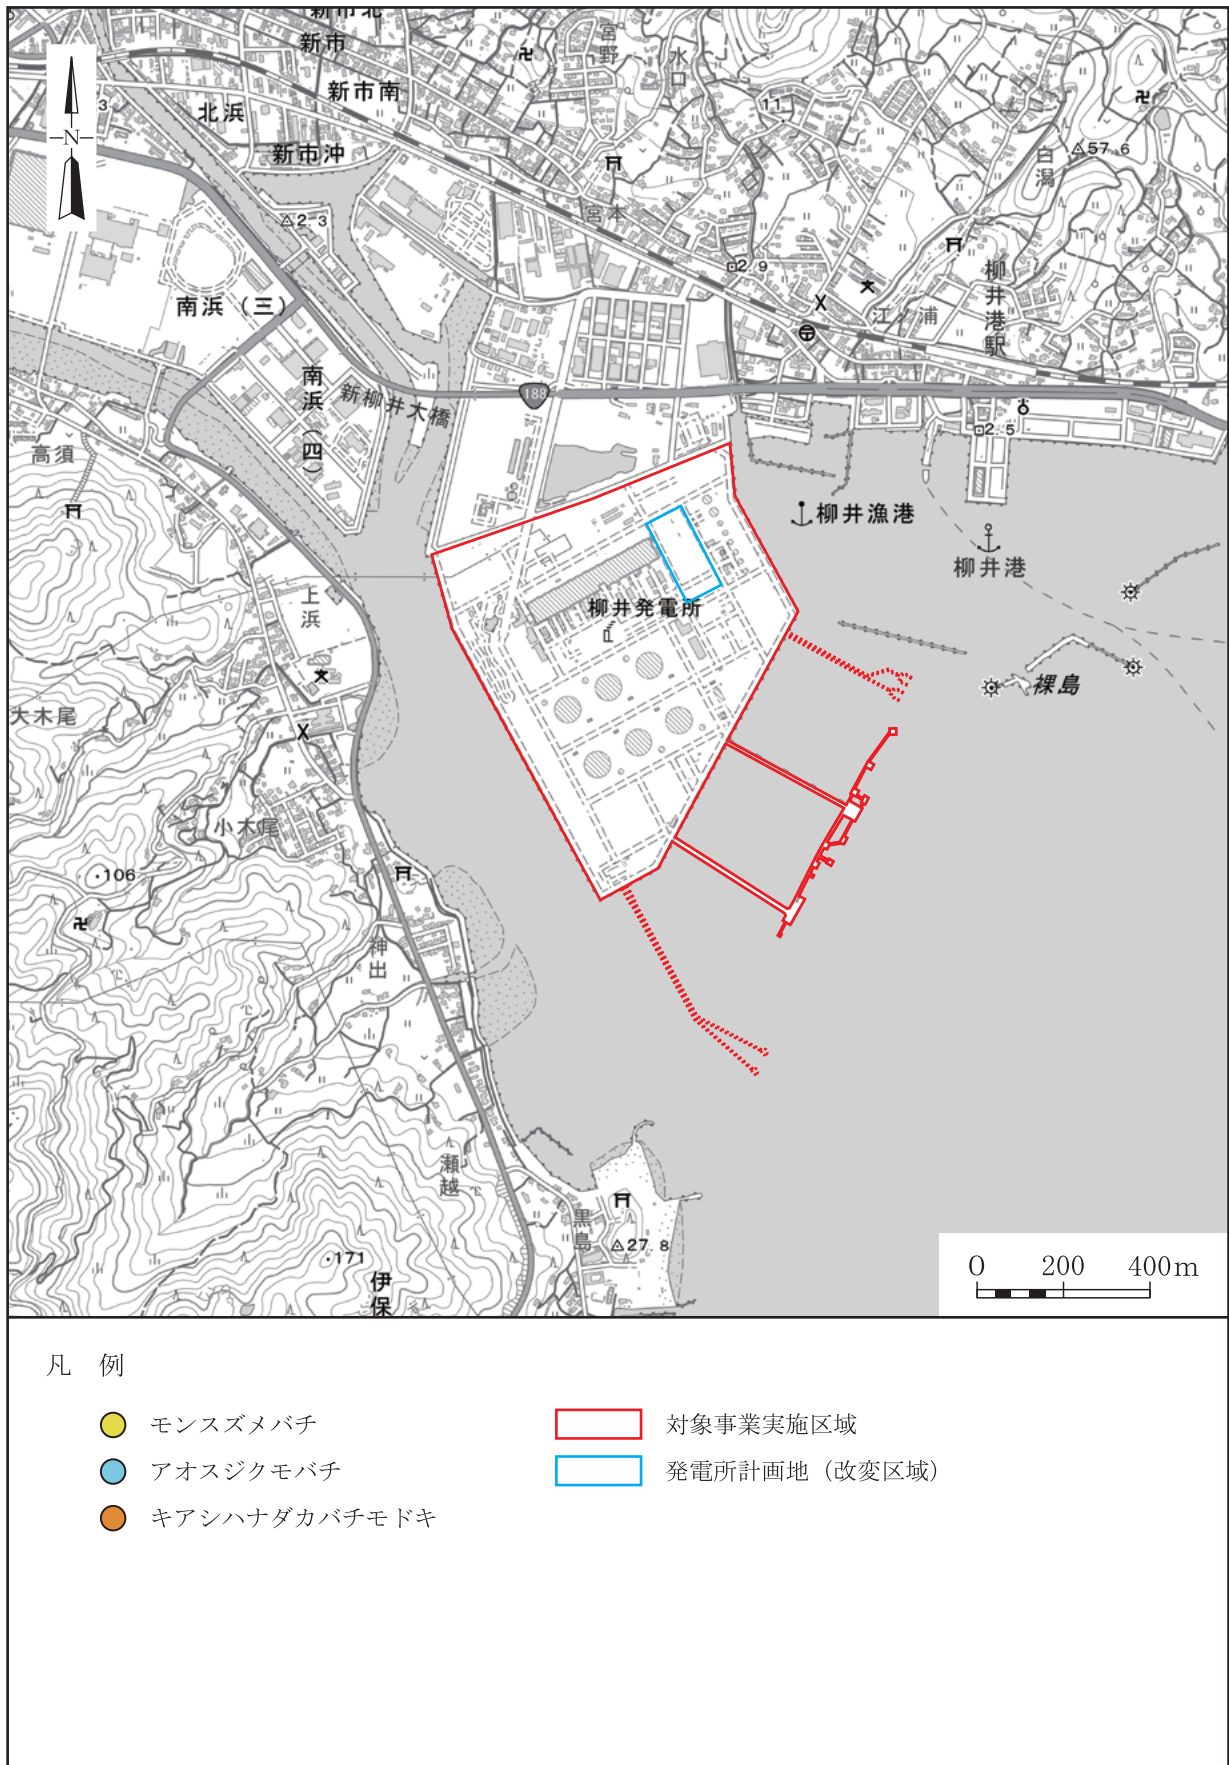 新市北
新市
宮野
水口
新市南
北浜
3
11
N
新市沖
白潟
57.6
宮本
2.3
2.9
南浜（三）
柳井港駅
江ノ浦
188
南浜（四）
新柳井大橋
2.5
高須
柳井漁港
柳井港
上浜
柳井発電所
裸島
大木尾
小木尾
106
神出
瀬越
黒島
27.8
171
伊保
0 200 400m
凡 例
モンスズメバチ
アオスジクモバチ
キアシハナダカバチモドキ
対象事業実施区域
発電所計画地（改変区域）